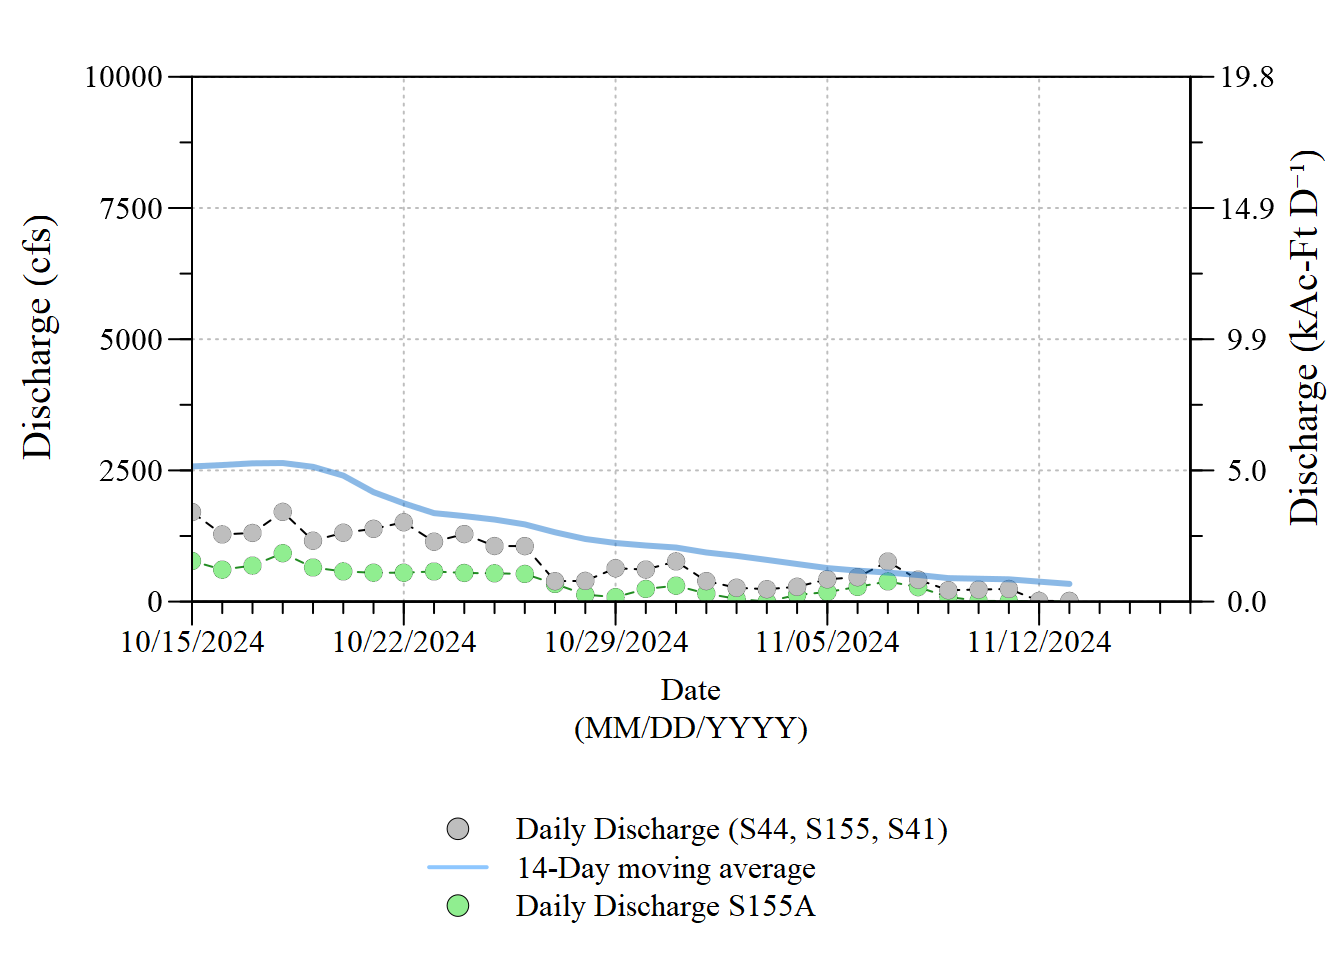 10000
7500
5000
2500
0
Discharge (cfs)
19.8
14.9
9.9
5.0
0.0
Discharge (kAc-Ft D⁻¹)
10/15/2024 10/22/2024 10/29/2024 11/05/2024 11/12/2024
Date
(MM/DD/YYYY)
Daily Discharge (S44, S155, S41)
14-Day moving average
Daily Discharge S155A